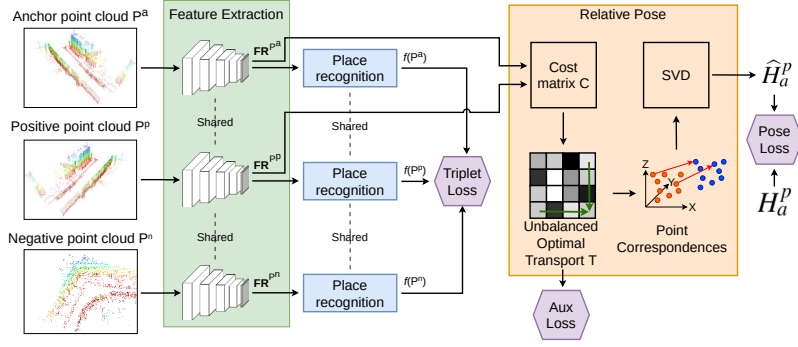 Anchor point cloud Pᵃ
Feature Extraction
Relative Pose
FRᴾᵃ
Place
recognition
f(Pᵃ)
Cost
matrix C
SVD
Ĥₐᵖ
Shared
Shared
Positive point cloud Pᵖ
FRᴾᵖ
Place
recognition
f(Pᵖ)
Triplet
Loss
Pose
Loss
Hₐᵖ
Z
Y
X
Unbalanced
Optimal
Transport T
Point
Correspondences
Shared
Shared
Negative point cloud Pⁿ
FRᴾⁿ
Place
recognition
f(Pⁿ)
Aux
Loss